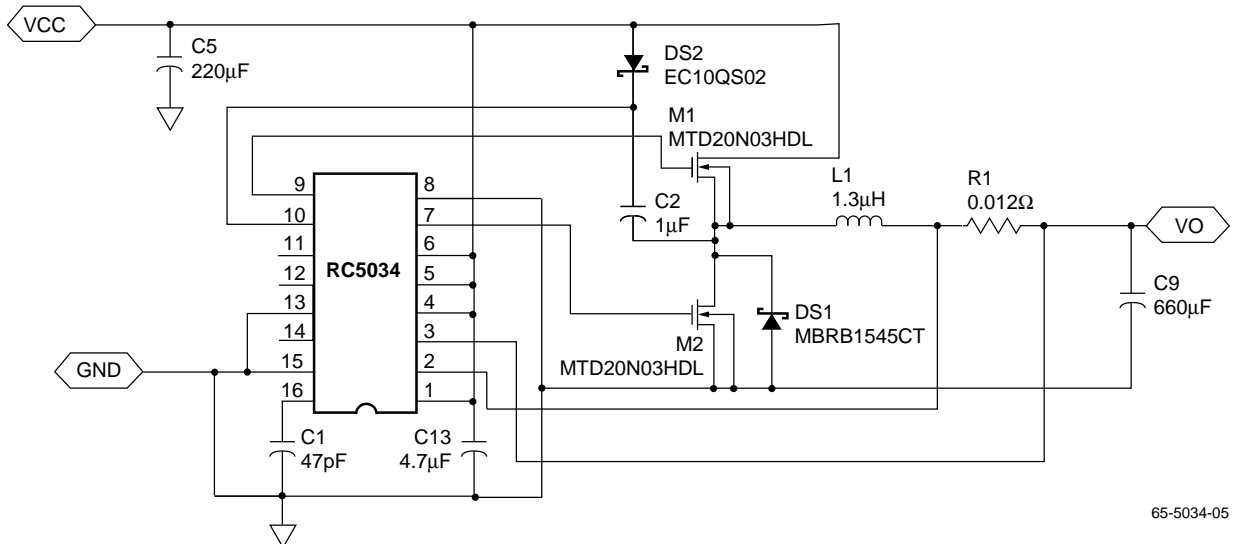 VCC
C5
220µF
DS2
EC10QS02
M1
MTD20N03HDL
L1
1.3µH
R1
0.012Ω
VO
C2
1µF
9
10
11
12
13
14
15
16
RC5034
8
7
6
5
4
3
2
1
DS1
MBRB1545CT
M2
MTD20N03HDL
C9
660µF
GND
C1
47pF
C13
4.7µF
65-5034-05